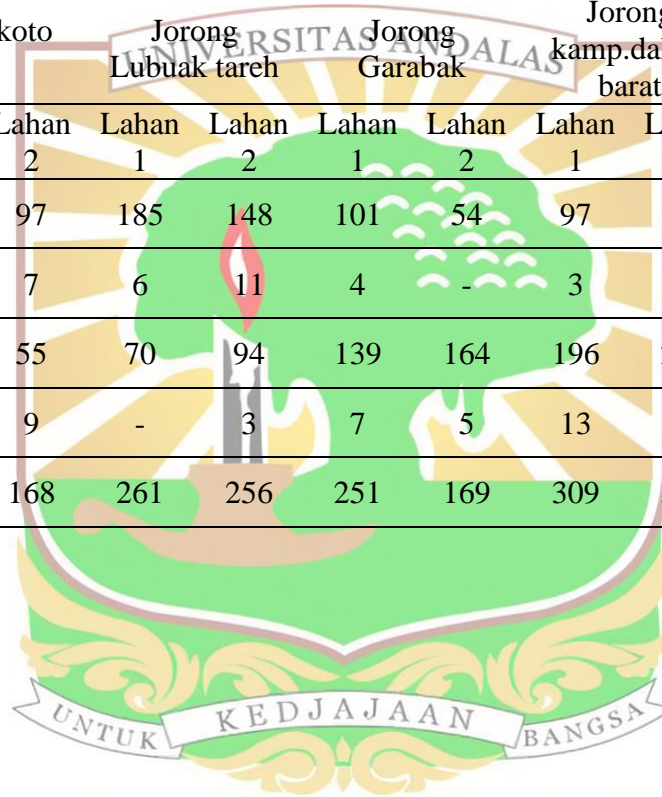 koto Jorong Lubuak tareh Jorong Garabak Jorong kamp.dal barat
Lahan 2 Lahan 1 Lahan 2 Lahan 1 Lahan 2 Lahan 1
97 185 148 101 54 97
7 6 11 4 - 3
55 70 94 139 164 196
9 - 3 7 5 13
168 261 256 251 169 309
UNIVERSITAS ANDALAS
UNTUK KEDJAJAAN BANGSA